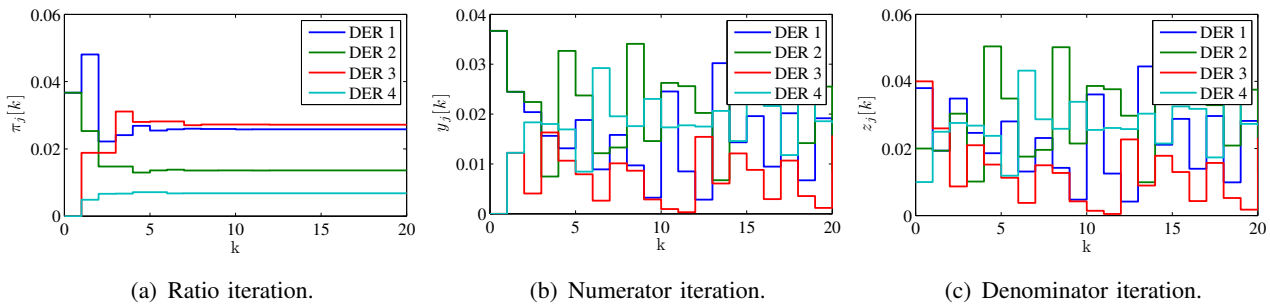 0.06
0.04
0.02
0
π_j[k]
0
5
10
15
20
k
DER 1
DER 2
DER 3
DER 4
(a) Ratio iteration.
0.04
0.03
0.02
0.01
0
y_j[k]
0
5
10
15
20
k
DER 1
DER 2
DER 3
DER 4
(b) Numerator iteration.
0.06
0.04
0.02
0
z_j[k]
0
5
10
15
20
k
DER 1
DER 2
DER 3
DER 4
(c) Denominator iteration.